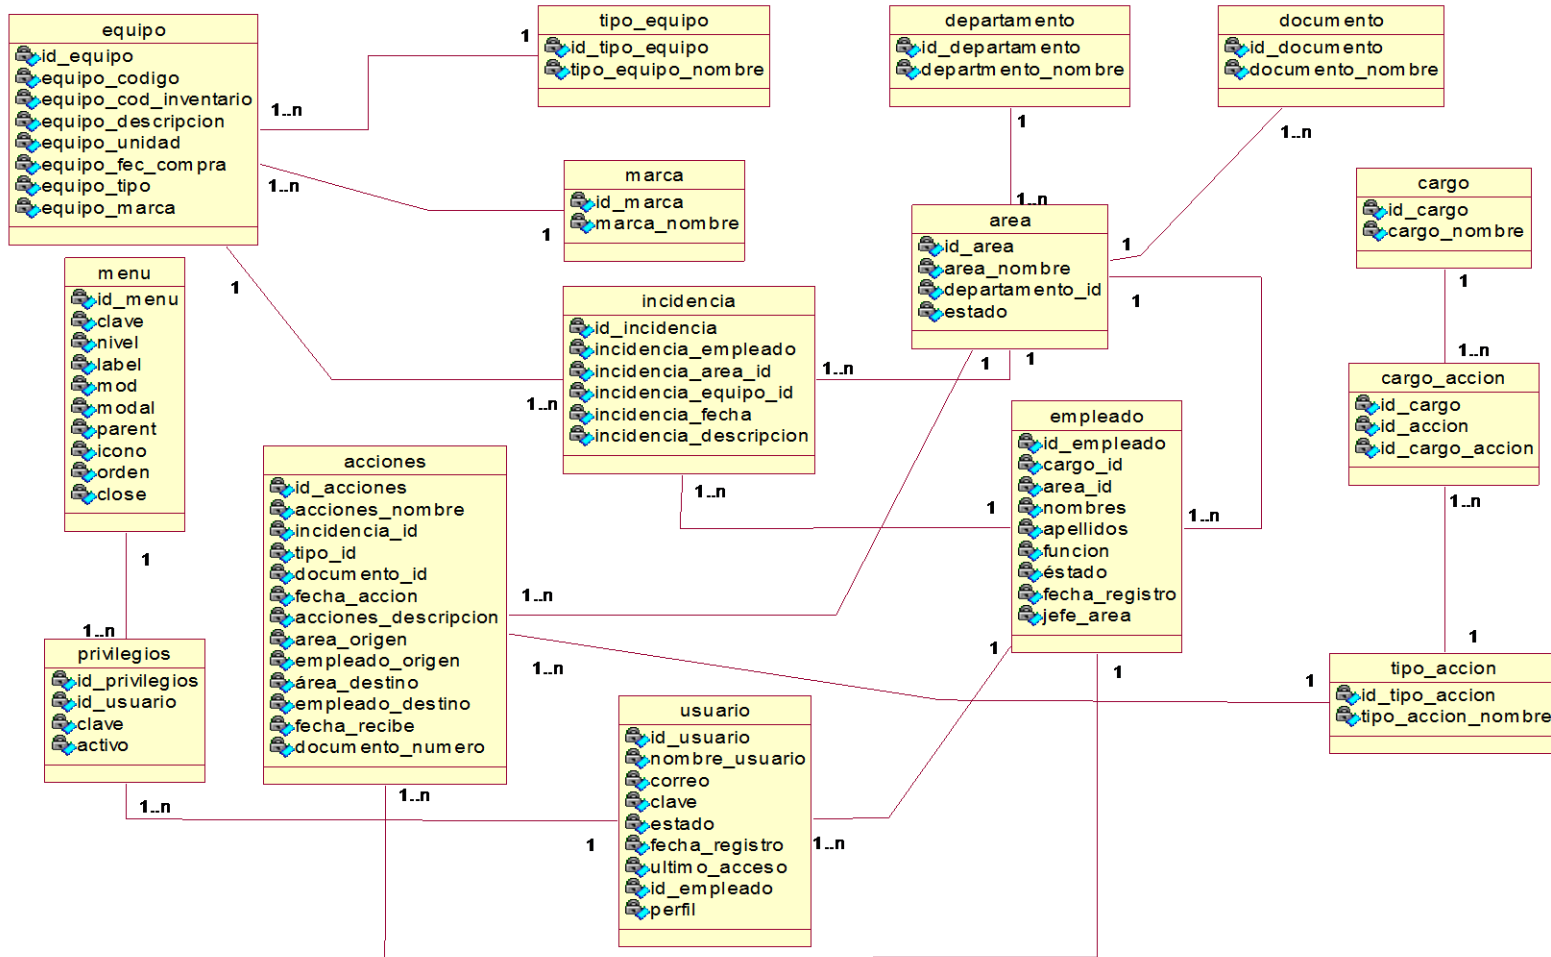 equipo
id_equipo
equipo_codigo
equipo_cod_inventario
equipo_descripcion
equipo_unidad
equipo_fec_compra
equipo_tipo
equipo_marca
1
1..n
1..n
1
tipo_equipo
id_tipo_equipo
tipo_equipo_nombre
1
departamento
id_departamento
departmento_nombre
1
1..n
documento
id_documento
documento_nombre
1..n
marca
id_marca
marca_nombre
1
area
id_area
area_nombre
departamento_id
estado
1
1
1
1
cargo
id_cargo
cargo_nombre
1
1..n
menu
id_menu
clave
nivel
label
mod
modal
parent
icono
orden
close
1
1..n
incidencia
id_incidencia
incidencia_empleado
incidencia_area_id
incidencia_equipo_id
incidencia_fecha
incidencia_descripcion
1..n
1..n
1..n
cargo_accion
id_cargo
id_accion
id_cargo_accion
1..n
1
empleado
id_empleado
cargo_id
area_id
nombres
apellidos
funcion
éstado
fecha_registro
jefe_area
1
1..n
1
1
acciones
id_acciones
acciones_nombre
incidencia_id
tipo_id
documento_id
fecha_accion
acciones_descripcion
area_origen
empleado_origen
área_destino
empleado_destino
fecha_recibe
documento_numero
1..n
1..n
1..n
privilegios
id_privilegios
id_usuario
clave
activo
1..n
1
usuario
id_usuario
nombre_usuario
correo
clave
estado
fecha_registro
ultimo_acceso
id_empleado
perfil
1..n
tipo_accion
id_tipo_accion
tipo_accion_nombre
1